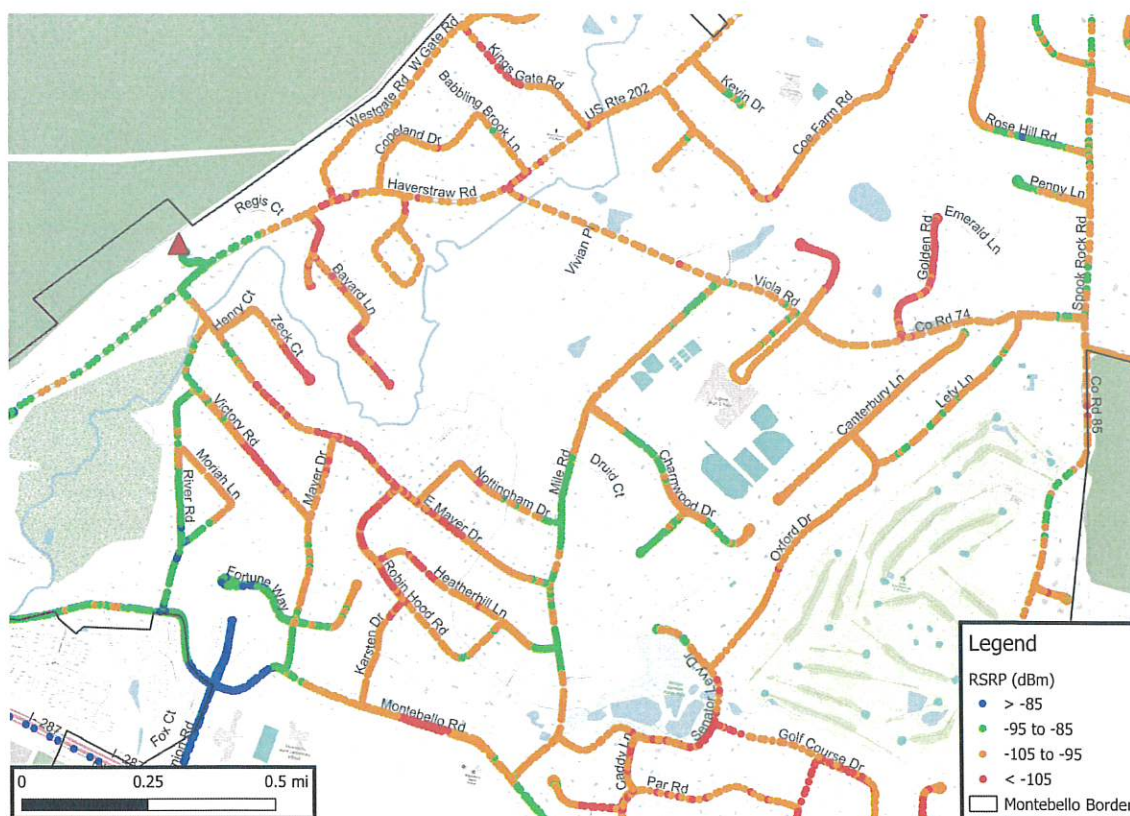 W Gate Rd
Westgate Rd
Kings Gate Rd
Babbling Brook Ln
Copeland Dr
US Rte 202
Kevin Dr
Coe Farm Rd
Rose Hill Rd
Penny Ln
Haverstraw Rd
Regis Ct
Emerald Ln
Golden Rd
Spook Rock Rd
Bayard Ln
Viola Rd
Co Rd 74
Henry Ct
Zeck Ct
Canterbury Ln
Lefy Ln
Co Rd 85
Victory Rd
Moriah Ln
River Rd
Mayer Dr
Nottingham Dr
Mile Rd
Druid Ct
Charmwood Dr
E Mayer Dr
Oxford Dr
Fortune Way
Robin Hood Rd
Heatherhill Ln
Karsten Dr
Senator Levy Dr
Montebello Rd
Fox Ct
I-287
Golf Course Dr
Caddy Ln
Par Rd
0 0.25 0.5 mi
Legend
RSRP (dBm)
> -85
-95 to -85
-105 to -95
< -105
Montebello Border